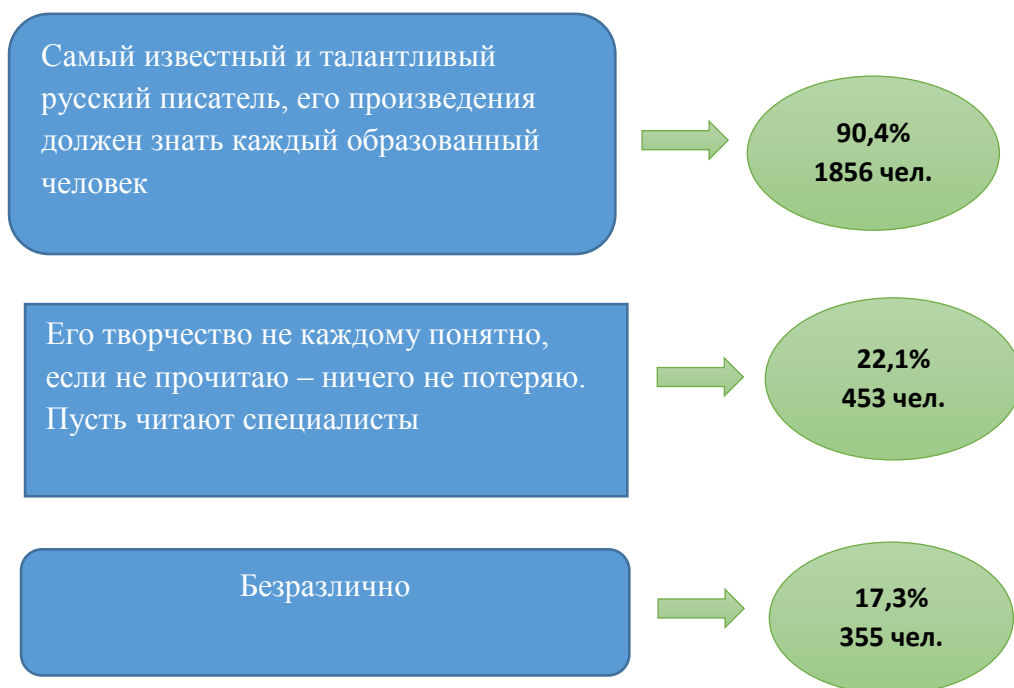 Самый известный и талантливый
русский писатель, его произведения
должен знать каждый образованный
человек
90,4%
1856 чел.
Его творчество не каждому понятно,
если не прочитаю – ничего не потеряю.
Пусть читают специалисты
22,1%
453 чел.
Безразлично
17,3%
355 чел.